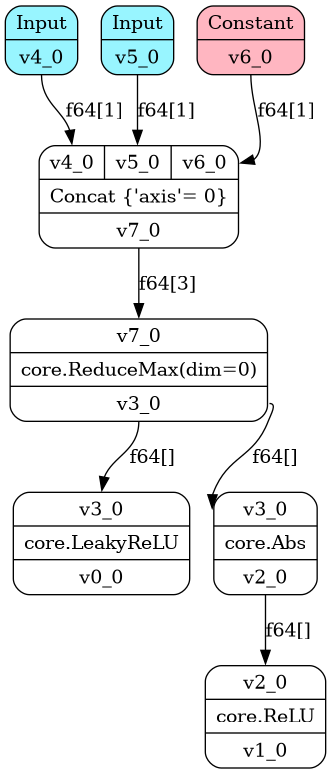 Input
v4_0
Input
v5_0
Constant
v6_0
f64[1]
f64[1]
f64[1]
v4_0 v5_0 v6_0
Concat {'axis'= 0}
v7_0
f64[3]
v7_0
core.ReduceMax(dim=0)
v3_0
f64[]
f64[]
v3_0
core.LeakyReLU
v0_0
v3_0
core.Abs
v2_0
f64[]
v2_0
core.ReLU
v1_0